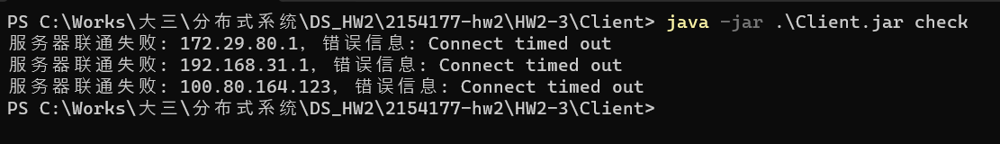 PS C:\Works\大三\分布式系统\DS_HW2\2154177-hw2\HW2-3\Client> java -jar .\Client.jar check
服务器联通失败: 172.29.80.1, 错误信息: Connect timed out
服务器联通失败: 192.168.31.1, 错误信息: Connect timed out
服务器联通失败: 100.80.164.123, 错误信息: Connect timed out
PS C:\Works\大三\分布式系统\DS_HW2\2154177-hw2\HW2-3\Client>